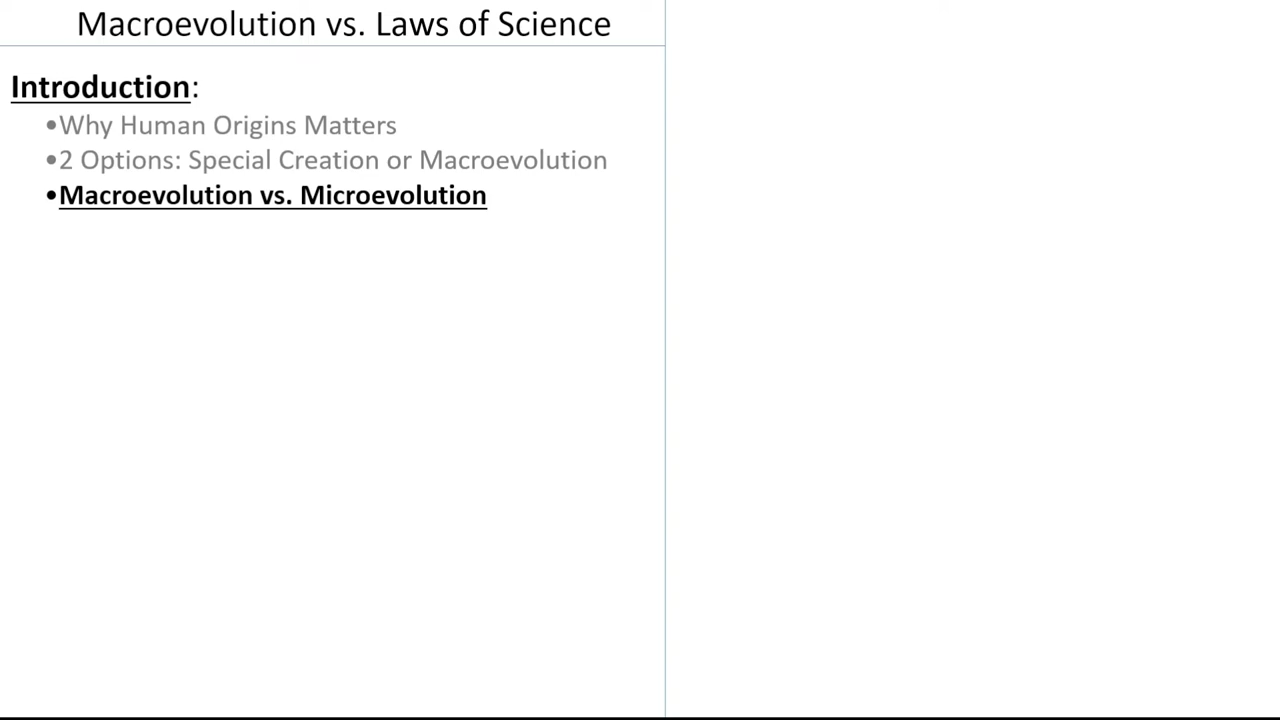 Macroevolution vs. Laws of Science
Introduction:
•Why Human Origins Matters
•2 Options: Special Creation or Macroevolution
•Macroevolution vs. Microevolution